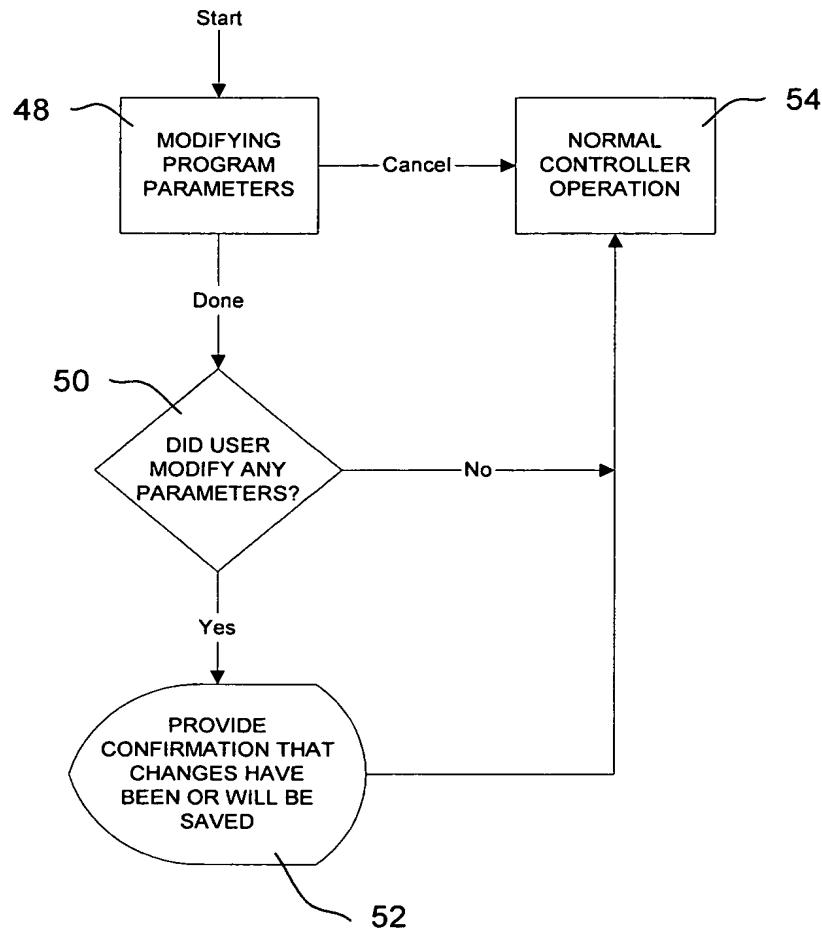 Start
48
MODIFYING
PROGRAM
PARAMETERS
Cancel
54
NORMAL
CONTROLLER
OPERATION
Done
50
DID USER
MODIFY ANY
PARAMETERS?
No
Yes
PROVIDE
CONFIRMATION THAT
CHANGES HAVE
BEEN OR WILL BE
SAVED
52